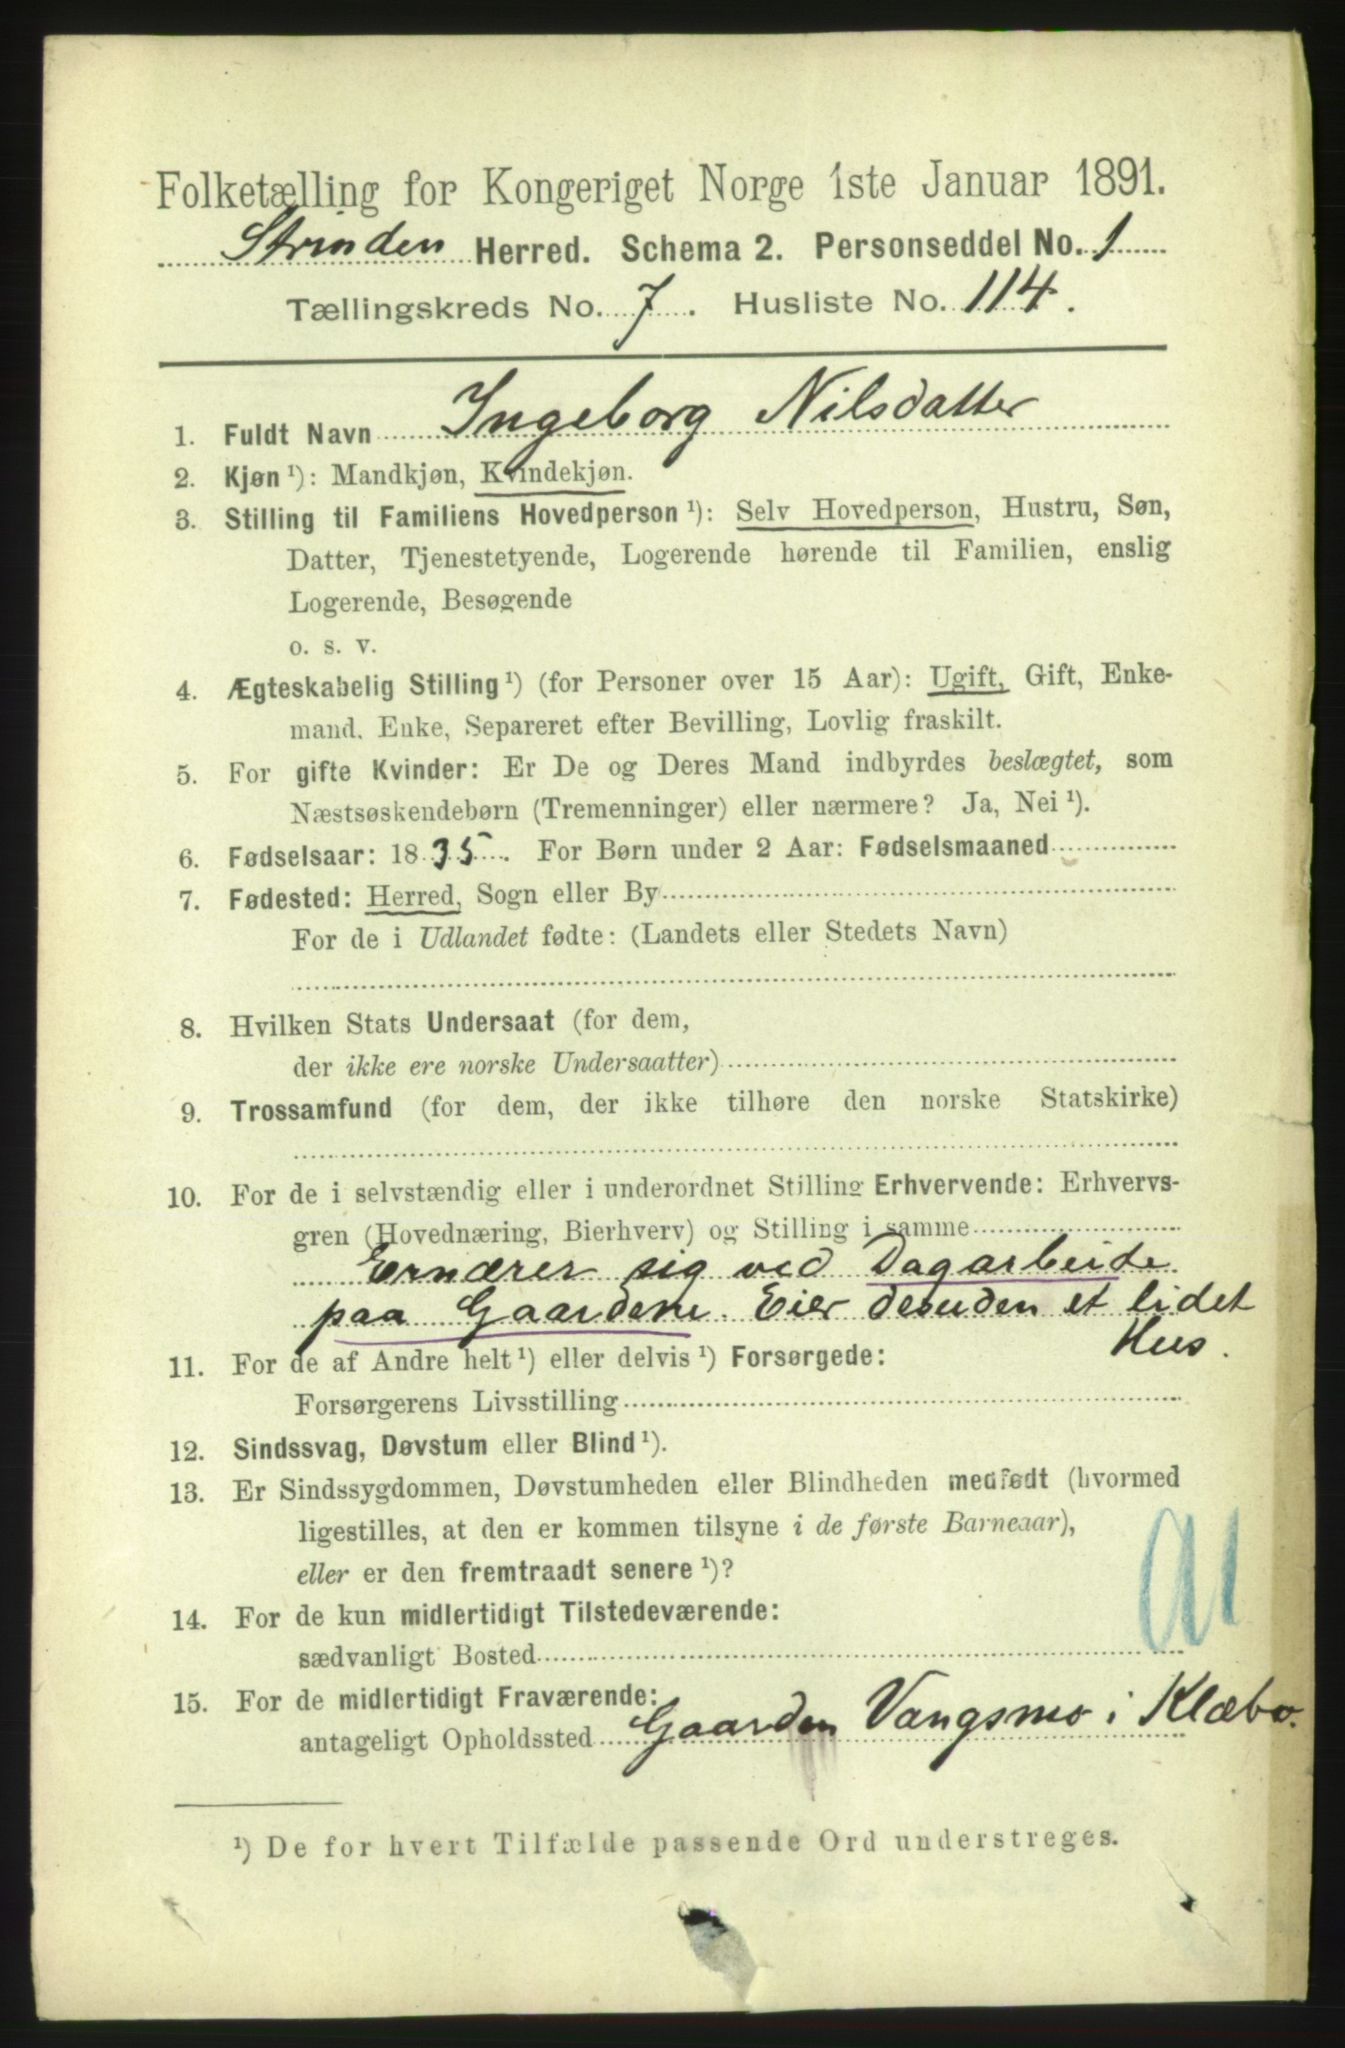 Folketælling for Kongeriget Norge 1ste Januar 1891.
Strinden Herred. Schema 2. Personseddel No. 1
Tællingskreds No. 7. Husliste No. 114.
1. Fuldt Navn Ingeborg Nilsdatter
2. Kjøn ¹): Mandkjøn, Kvindekjøn.
3. Stilling til Familiens Hovedperson ¹): Selv Hovedperson, Hustru, Søn,
Datter, Tjenestetyende, Logerende hørende til Familien, enslig
Logerende, Besøgende
o. s. v.
4. Ægteskabelig Stilling ¹) (for Personer over 15 Aar): Ugift, Gift, Enke-
mand, Enke, Separeret efter Bevilling, Lovlig fraskilt.
5. For gifte Kvinder: Er De og Deres Mand indbyrdes beslægtet, som
Næstsøskendebørn (Tremenninger) eller nærmere? Ja, Nei ¹).
6. Fødselsaar: 1835. For Børn under 2 Aar: Fødselsmaaned
7. Fødested: Herred, Sogn eller By
For de i Udlandet fødte: (Landets eller Stedets Navn)
8. Hvilken Stats Undersaat (for dem,
der ikke ere norske Undersaatter)
9. Trossamfund (for dem, der ikke tilhøre den norske Statskirke)
10. For de i selvstændig eller i underordnet Stilling Erhvervende: Erhvervs-
gren (Hovednæring, Bierhverv) og Stilling i samme
Ernærer sig ved Dagarbeide
paa Gaardene. Eier desuden et lidet
Hus.
11. For de af Andre helt ¹) eller delvis ¹) Forsørgede:
Forsørgerens Livsstilling
12. Sindssvag, Døvstum eller Blind ¹).
13. Er Sindssygdommen, Døvstumheden eller Blindheden medfødt (hvormed
ligestilles, at den er kommen tilsyne i de første Barneaar),
eller er den fremtraadt senere ¹)?
14. For de kun midlertidigt Tilstedeværende:
sædvanligt Bosted
15. For de midlertidigt Fraværende:
antageligt Opholdssted Gaarden Vangsmo i Klæbo.
¹) De for hvert Tilfælde passende Ord understreges.